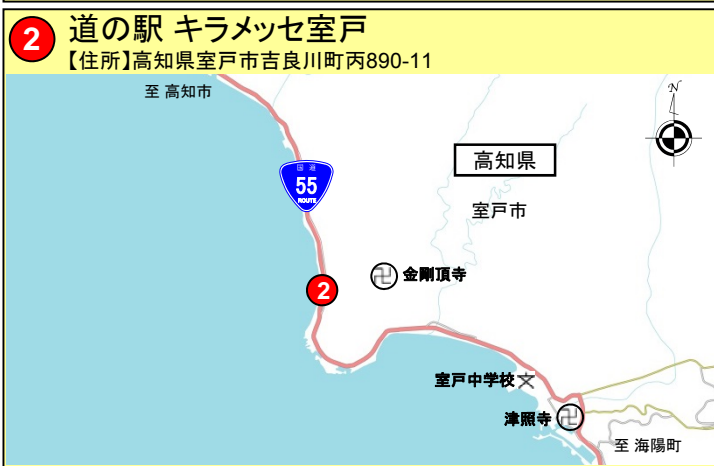 2 道の駅 キラメッセ室戸
【住所】高知県室戸市吉良川町丙890-11
至 高知市
N
高知県
国道
55
ROUTE
室戸市
金剛頂寺
2
室戸中学校
津照寺
至 海陽町